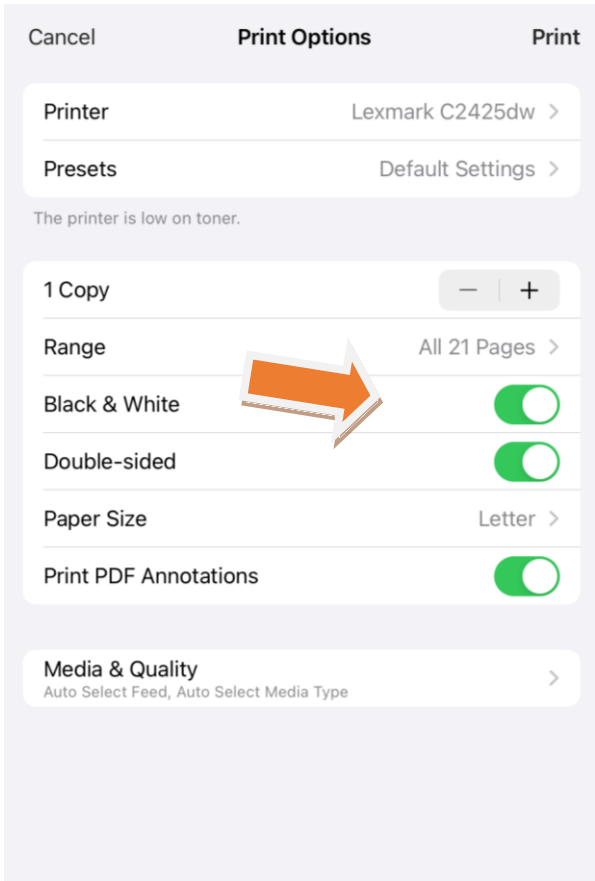 Cancel Print Options Print
Printer Lexmark C2425dw
Presets Default Settings
The printer is low on toner.
1 Copy
Range All 21 Pages
Black & White
Double-sided
Paper Size Letter
Print PDF Annotations
Media & Quality
Auto Select Feed, Auto Select Media Type